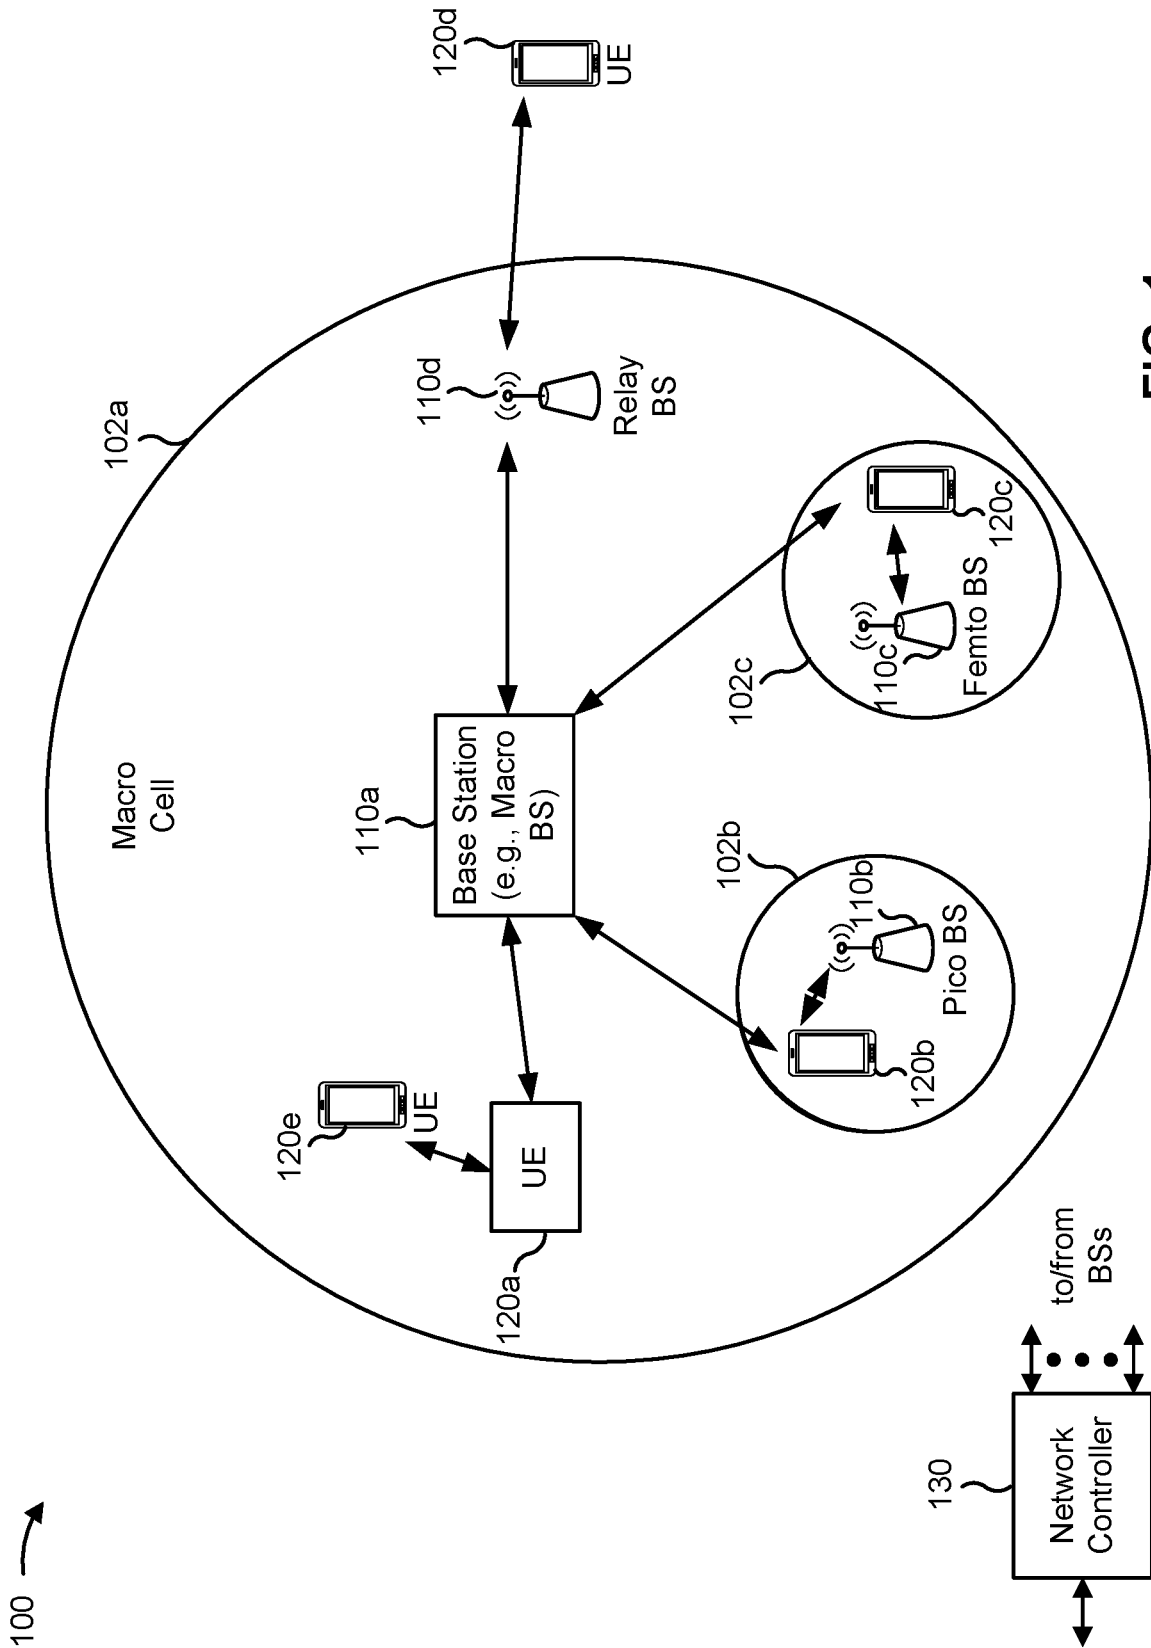 100
102a
Macro
Cell
120d
UE
110d
Relay
BS
110a
Base Station
(e.g., Macro
BS)
120e
UE
UE
120a
102b
110b
Pico BS
120b
102c
110c
Femto BS
120c
130
Network
Controller
to/from
BSs